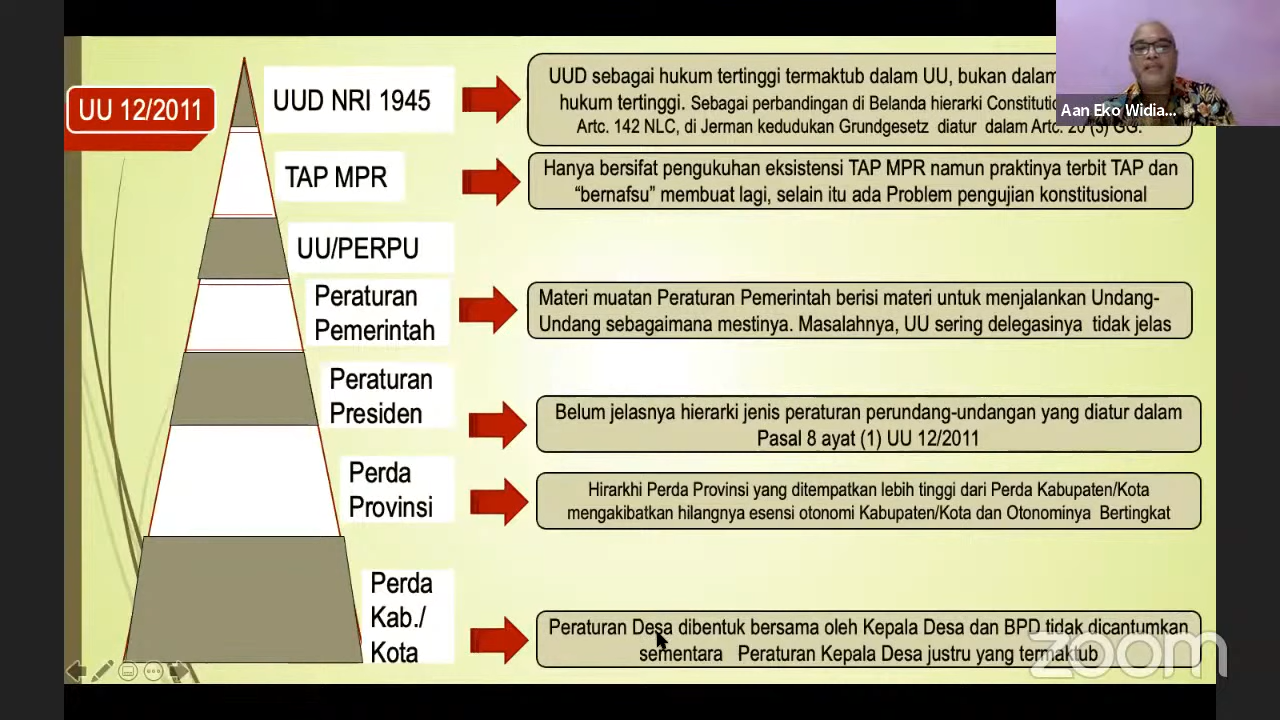 UU 12/2011
UUD NRI 1945
UUD sebagai hukum tertinggi termaktub dalam UU, bukan dalam
hukum tertinggi. Sebagai perbandingan di Belanda hierarki
Artc. 142 NLC, di Jerman kedudukan Grundgesetz diatur dalam Artc. 20 (3) GG.
Aan Eko Widia...
TAP MPR
Hanya bersifat pengukuhan eksistensi TAP MPR namun praktinya terbit TAP dan
“bernafsu” membuat lagi, selain itu ada Problem pengujian konstitusional
UU/PERPU
Peraturan
Pemerintah
Materi muatan Peraturan Pemerintah berisi materi untuk menjalankan Undang-
Undang sebagaimana mestinya. Masalahnya, UU sering delegasinya tidak jelas
Peraturan
Presiden
Belum jelasnya hierarki jenis peraturan perundang-undangan yang diatur dalam
Pasal 8 ayat (1) UU 12/2011
Perda
Provinsi
Hirarkhi Perda Provinsi yang ditempatkan lebih tinggi dari Perda Kabupaten/Kota
mengakibatkan hilangnya esensi otonomi Kabupaten/Kota dan Otonominya Bertingkat
Perda
Kab./
Kota
Peraturan Desa dibentuk bersama oleh Kepala Desa dan BPD tidak dicantumkan
sementara Peraturan Kepala Desa justru yang termaktub
zoom